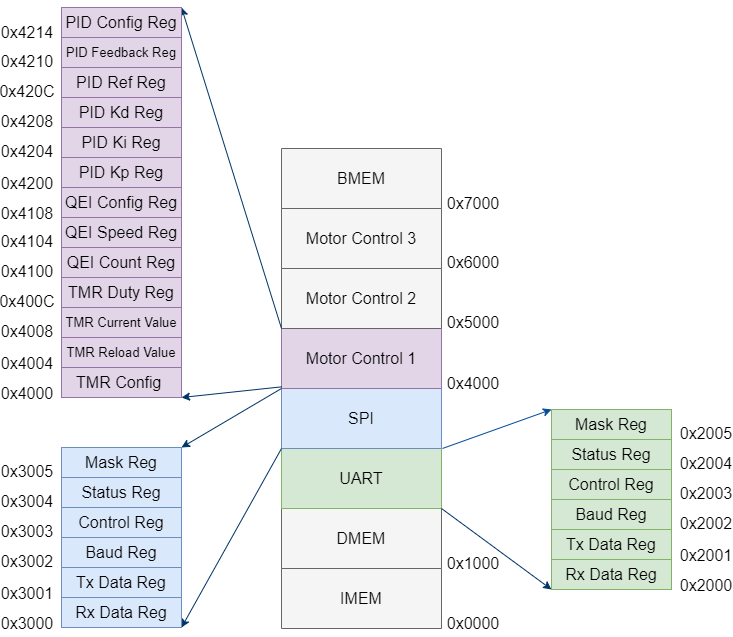 PID Config Reg
0x4214
PID Feedback Reg
0x4210
PID Ref Reg
0x420C
PID Kd Reg
0x4208
PID Ki Reg
0x4204
PID Kp Reg
0x4200
QEI Config Reg
0x4108
QEI Speed Reg
0x4104
QEI Count Reg
0x4100
TMR Duty Reg
0x400C
TMR Current Value
0x4008
TMR Reload Value
0x4004
TMR Config
0x4000
Mask Reg
0x3005
Status Reg
0x3004
Control Reg
0x3003
Baud Reg
0x3002
Tx Data Reg
0x3001
Rx Data Reg
0x3000
BMEM
0x7000
Motor Control 3
0x6000
Motor Control 2
0x5000
Motor Control 1
0x4000
SPI
UART
DMEM
0x1000
IMEM
0x0000
Mask Reg
0x2005
Status Reg
0x2004
Control Reg
0x2003
Baud Reg
0x2002
Tx Data Reg
0x2001
Rx Data Reg
0x2000